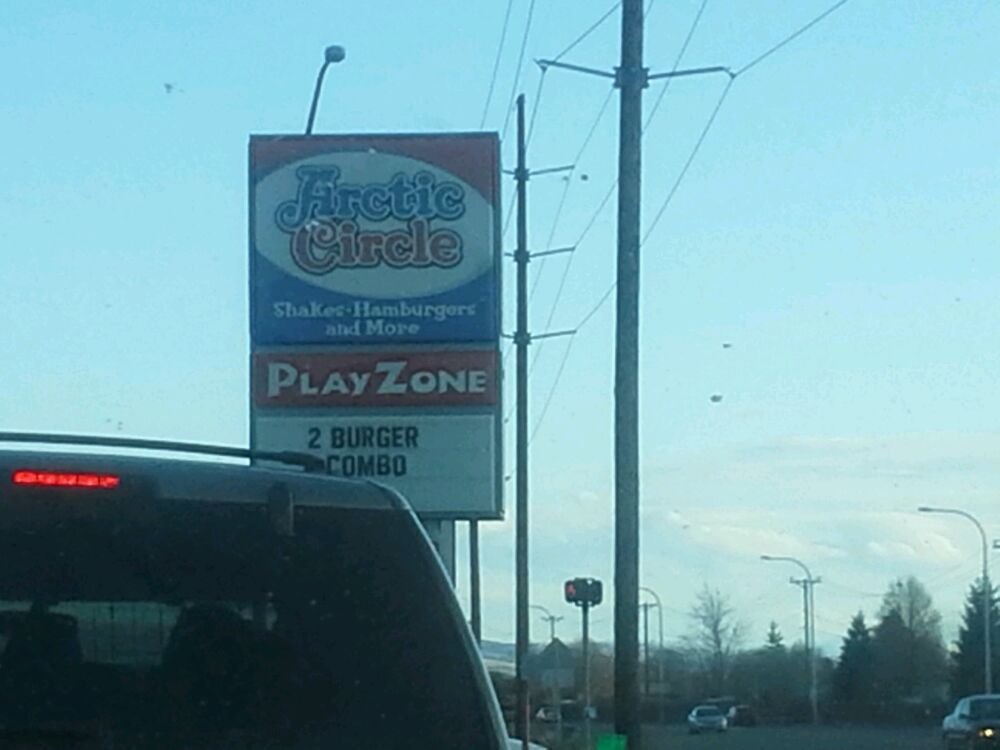 Arctic
Circle
Shakes·Hamburgers
and More
PLAYZONE
2 BURGER
COMBO